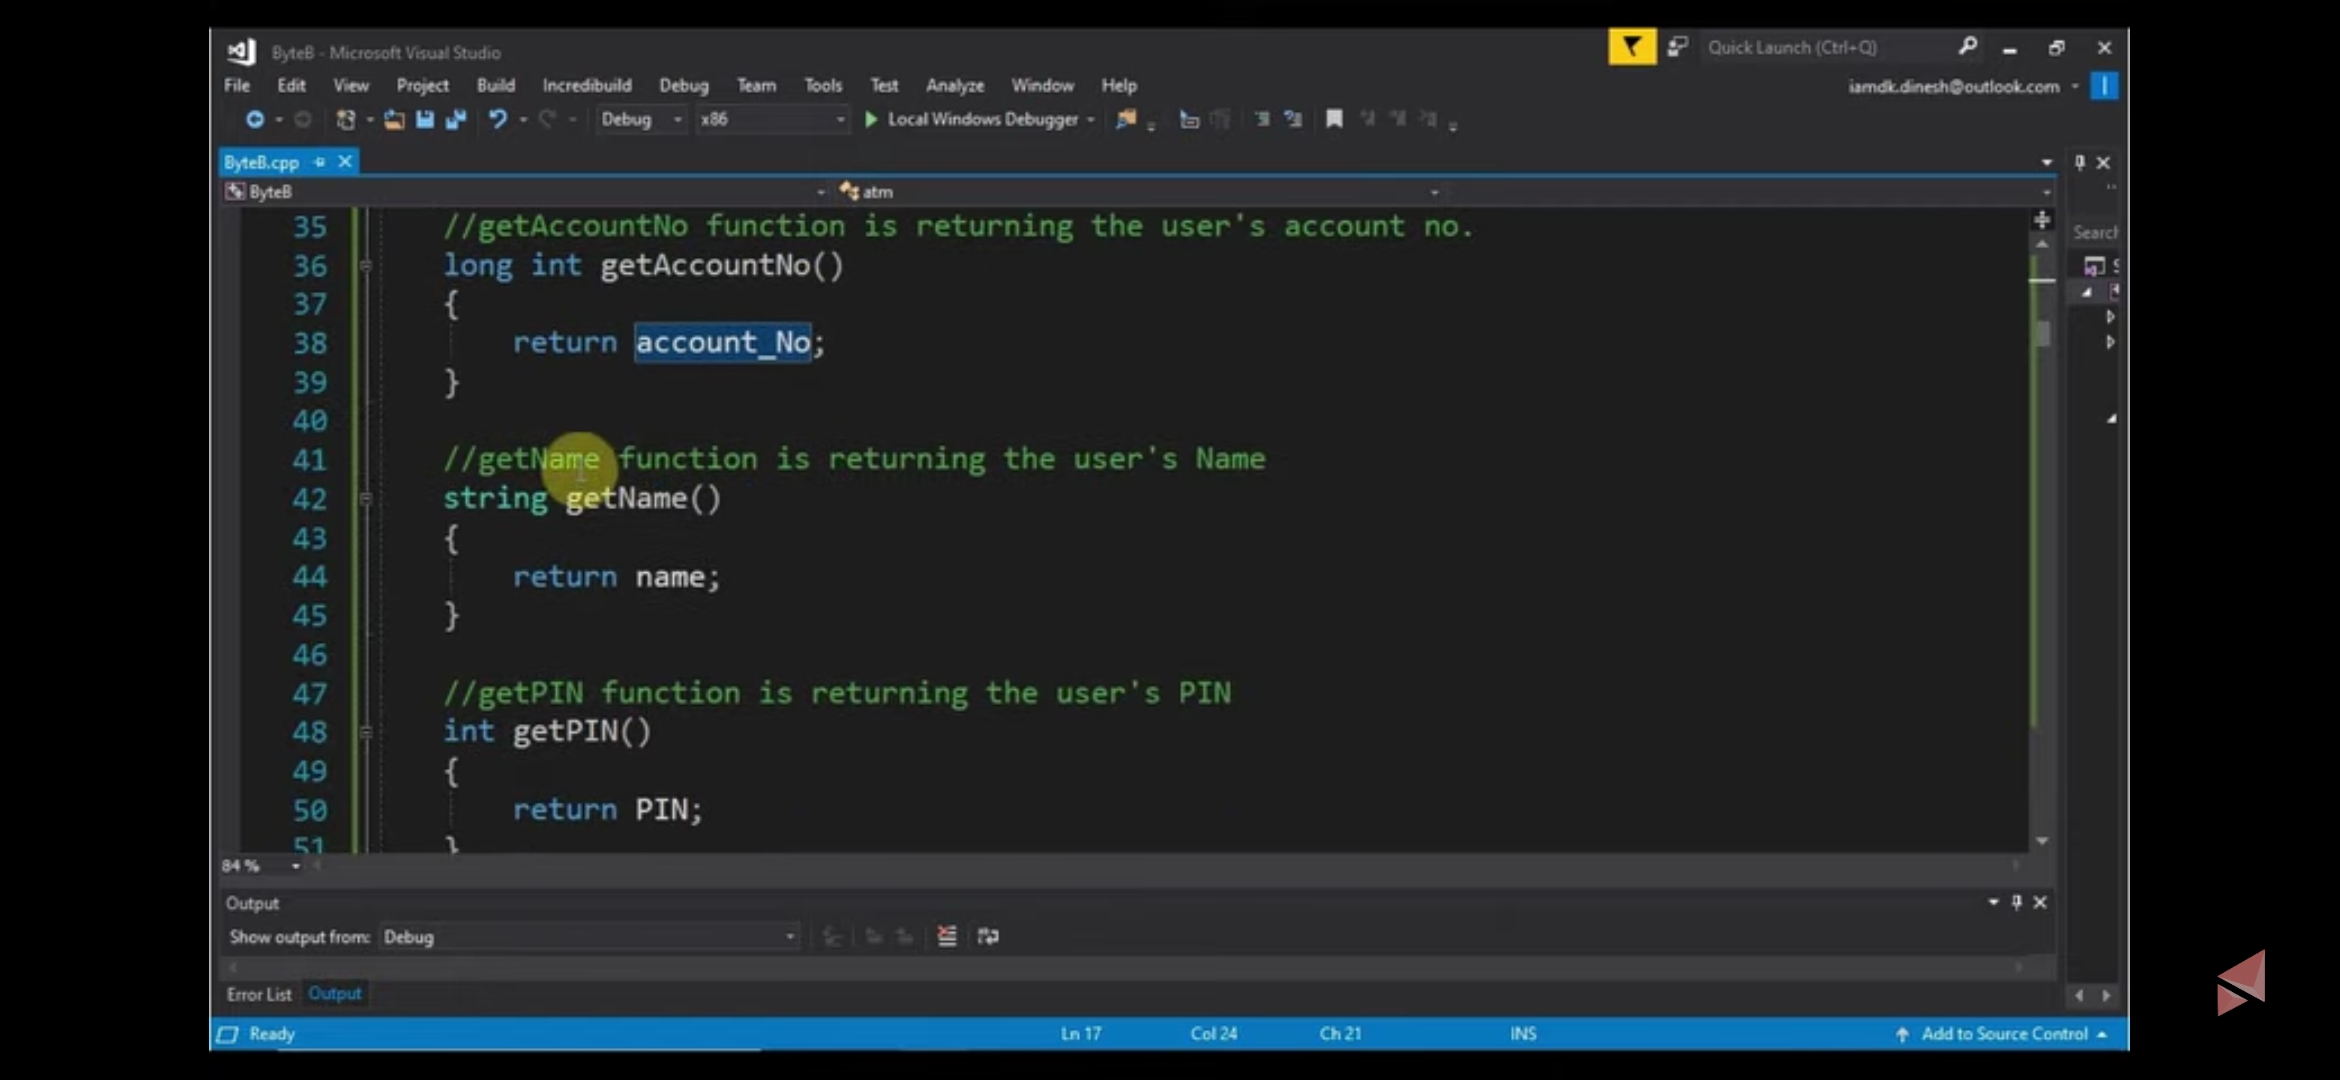 ByteB - Microsoft Visual Studio
Quick Launch (Ctrl+Q)
File Edit View Project Build Incredibuild Debug Team Tools Test Analyze Window Help
iamdk.dinesh@outlook.com
Debug x86 Local Windows Debugger
ByteB.cpp
ByteB atm
35 //getAccountNo function is returning the user's account no.
36 long int getAccountNo()
37 {
38 return account_No;
39 }
40
41 //getName function is returning the user's Name
42 string getName()
43 {
44 return name;
45 }
46
47 //getPIN function is returning the user's PIN
48 int getPIN()
49 {
50 return PIN;
51 }
Search
84 %
Output
Show output from: Debug
Error List Output
Ready Ln 17 Col 24 Ch 21 INS Add to Source Control